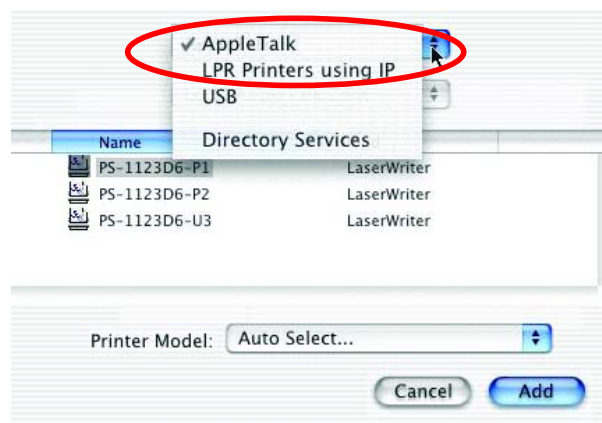 ✓ AppleTalk
LPR Printers using IP
USB
Directory Services
Name
PS-1123D6-P1 LaserWriter
PS-1123D6-P2 LaserWriter
PS-1123D6-U3 LaserWriter
Printer Model: Auto Select...
Cancel Add